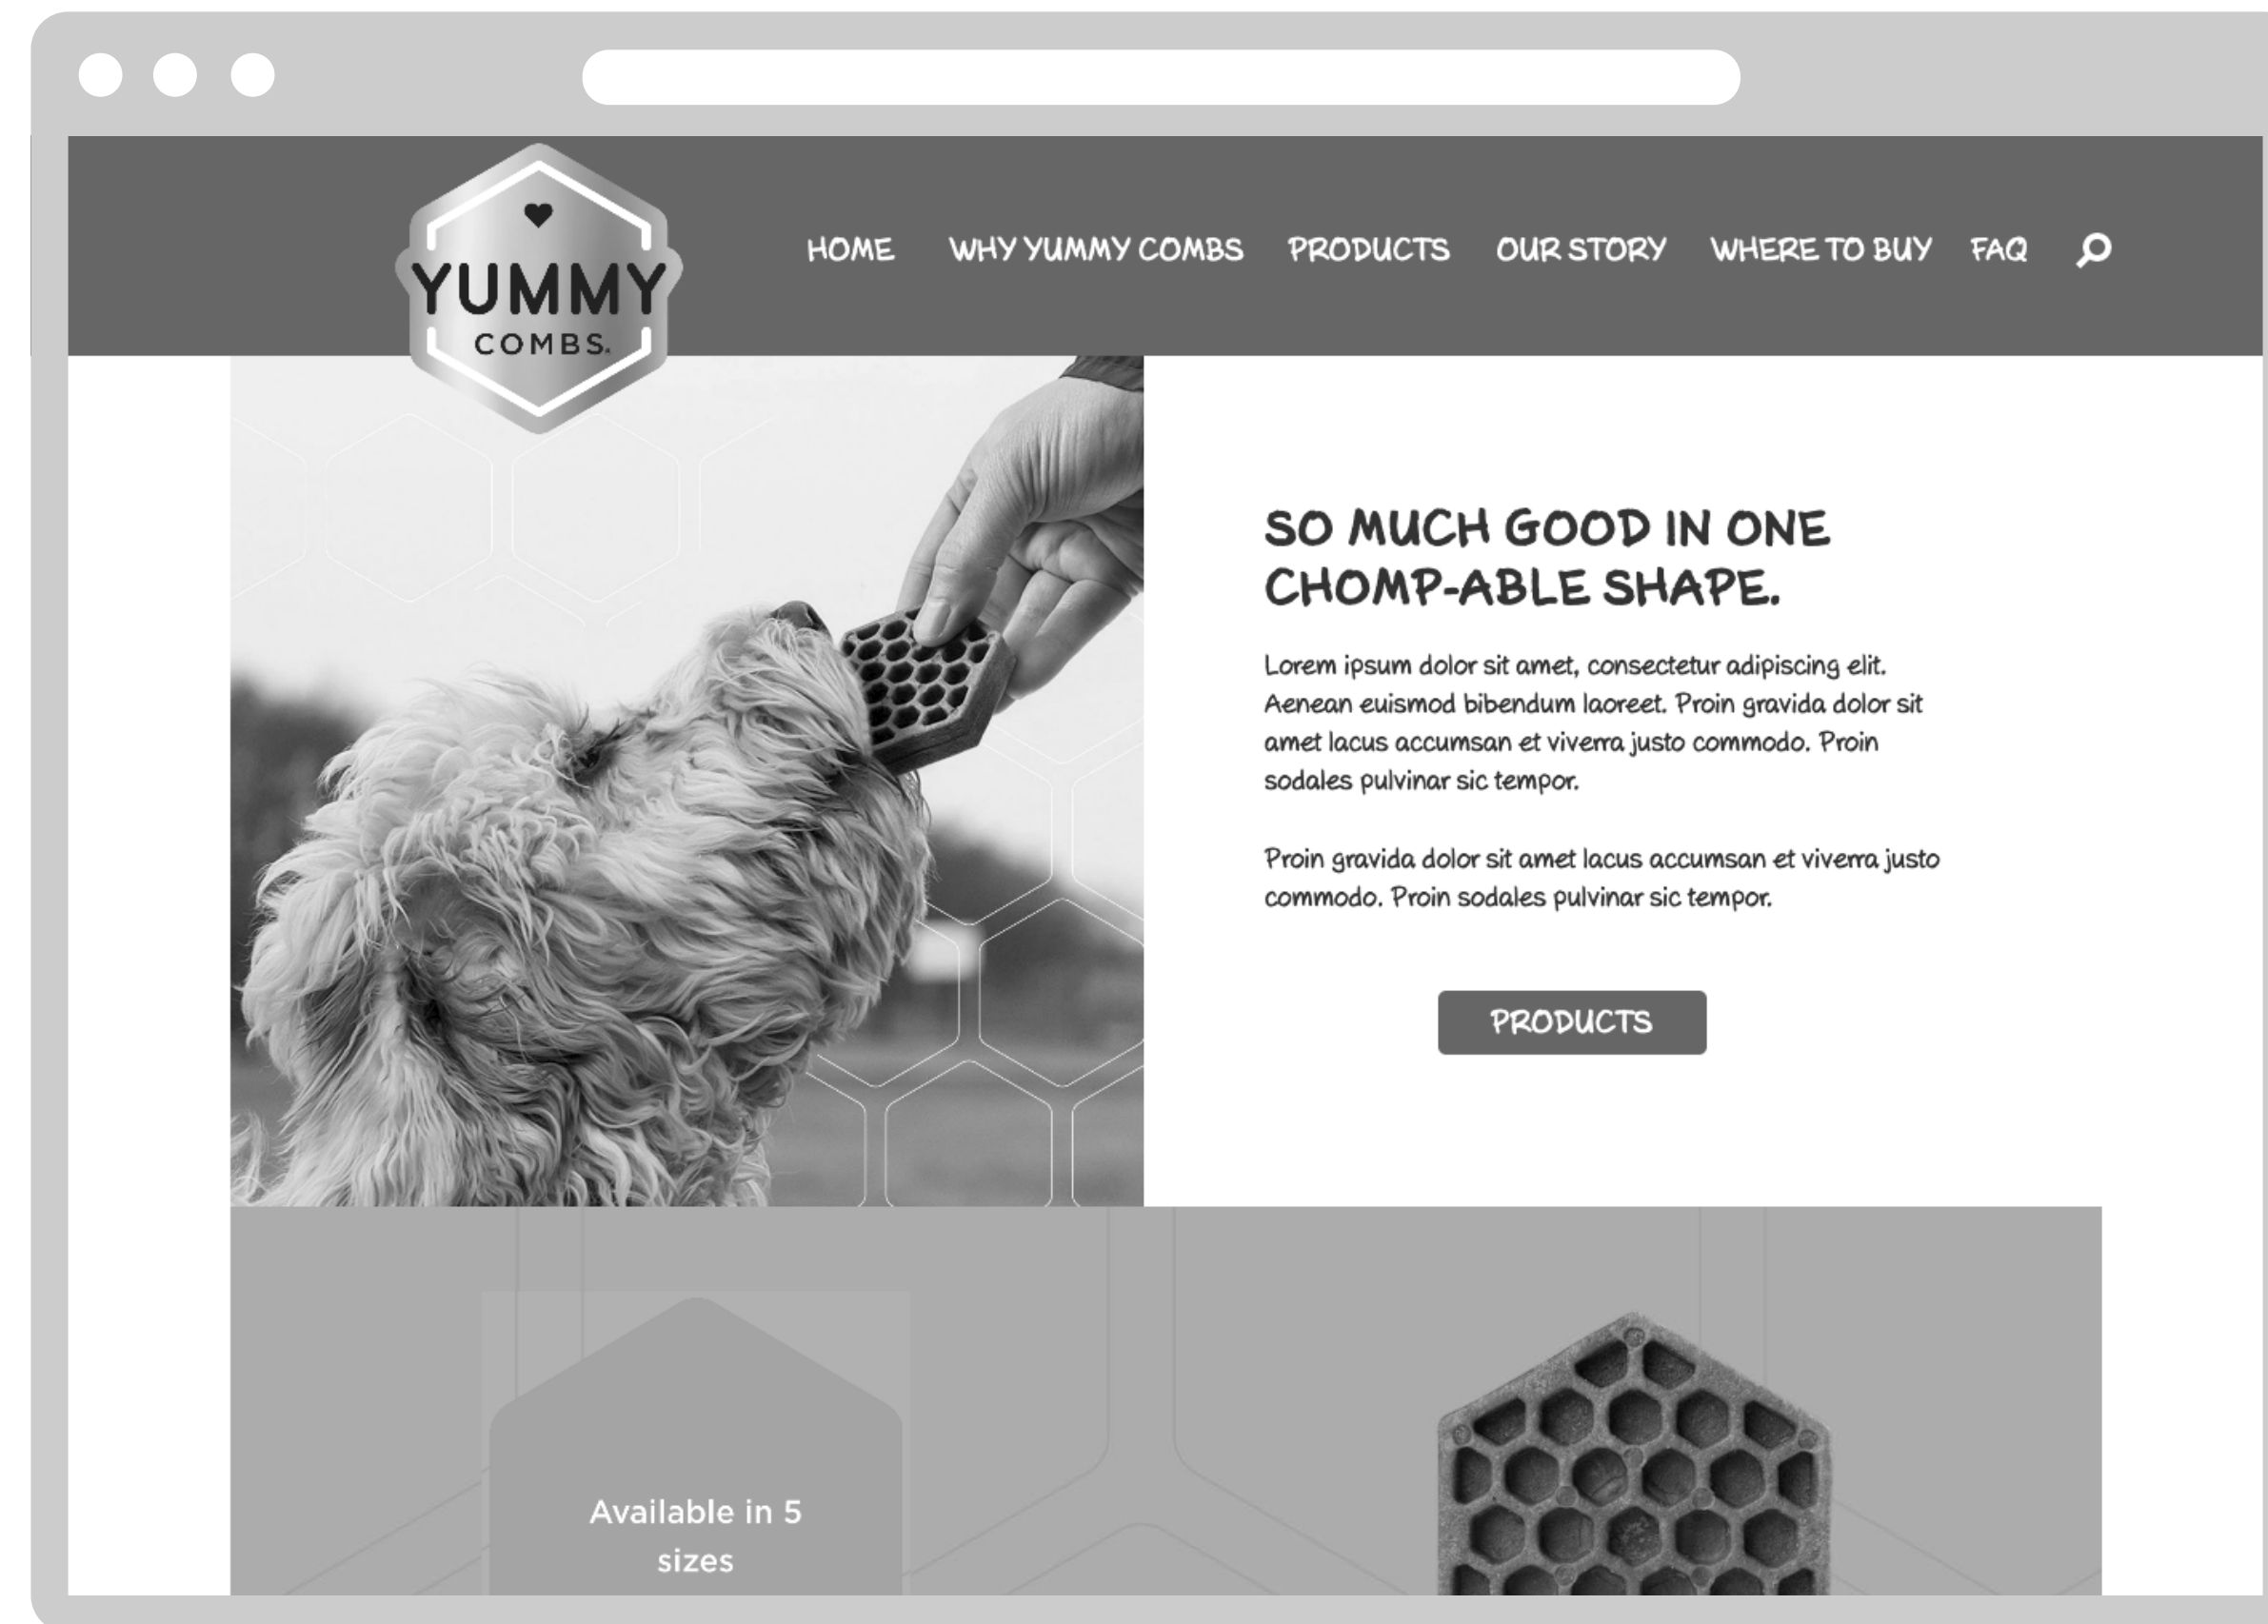 YUMMY
COMBS
HOME WHY YUMMY COMBS PRODUCTS OUR STORY WHERE TO BUY FAQ
SO MUCH GOOD IN ONE
CHOMP-ABLE SHAPE.
Lorem ipsum dolor sit amet, consectetur adipiscing elit.
Aenean euismod bibendum laoreet. Proin gravida dolor sit
amet lacus accumsan et viverra justo commodo. Proin
sodales pulvinar sic tempor.
Proin gravida dolor sit amet lacus accumsan et viverra justo
commodo. Proin sodales pulvinar sic tempor.
PRODUCTS
Available in 5
sizes